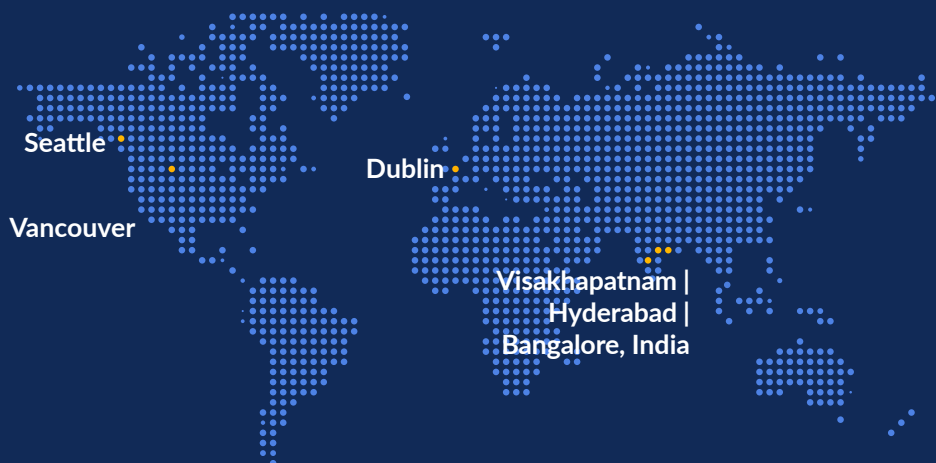 Seattle
Dublin
Vancouver
Visakhapatnam |
Hyderabad |
Bangalore, India